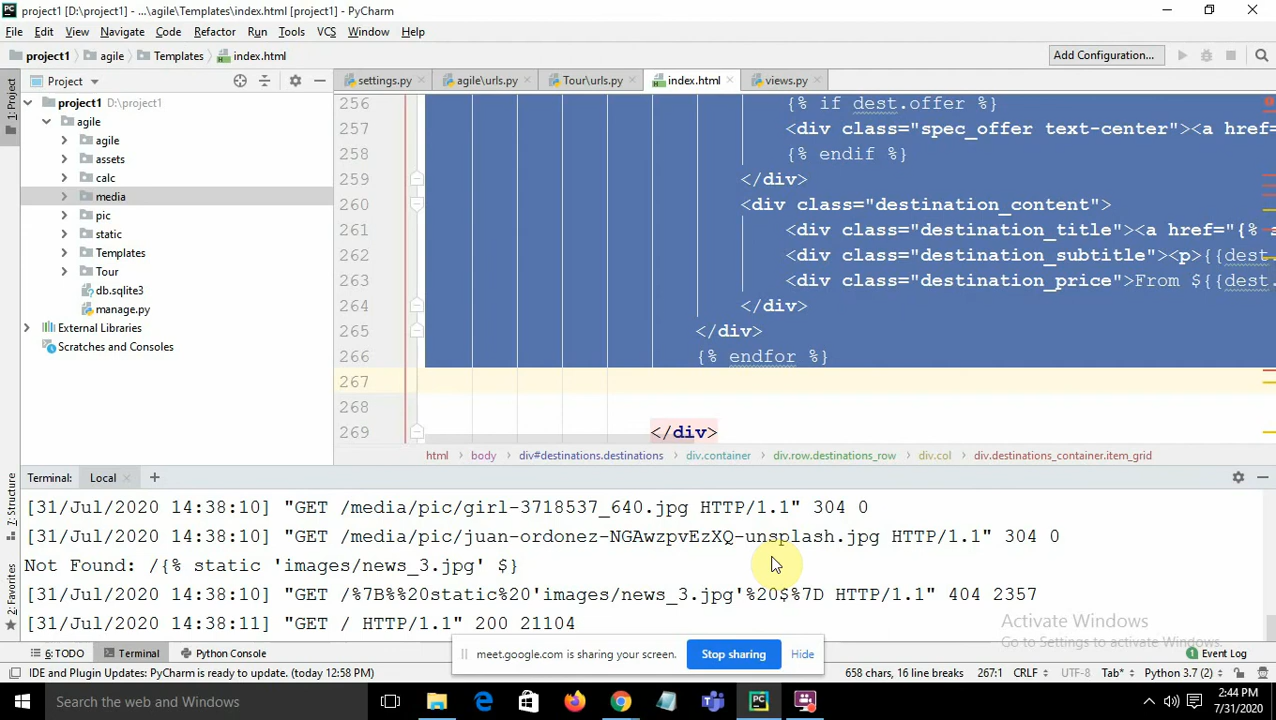 project1 [D:\project1] - ...\agile\Templates\index.html [project1] - PyCharm
File Edit View Navigate Code Refactor Run Tools VCS Window Help
project1 agile Templates index.html Add Configuration...
Project settings.py agile\urls.py Tour\urls.py index.html views.py
1: Project
project1 D:\project1
agile
agile
assets
calc
media
pic
static
Templates
Tour
db.sqlite3
manage.py
External Libraries
Scratches and Consoles
256 {% if dest.offer %}
257 <div class="spec_offer text-center"><a href=
258 {% endif %}
259 </div>
260 <div class="destination_content">
261 <div class="destination_title"><a href="{%
262 <div class="destination_subtitle"><p>{{dest
263 <div class="destination_price">From ${{dest.
264 </div>
265 </div>
266 {% endfor %}
267
268
269 </div>
html body div#destinations.destinations div.container div.row.destinations_row div.col div.destinations_container.item_grid
Terminal: Local
7: Structure
2: Favorites
[31/Jul/2020 14:38:10] "GET /media/pic/girl-3718537_640.jpg HTTP/1.1" 304 0
[31/Jul/2020 14:38:10] "GET /media/pic/juan-ordonez-NGAwzpvEzXQ-unsplash.jpg HTTP/1.1" 304 0
Not Found: /{% static 'images/news_3.jpg' $}
[31/Jul/2020 14:38:10] "GET /%7B%%20static%20'images/news_3.jpg'%20$%7D HTTP/1.1" 404 2357
[31/Jul/2020 14:38:11] "GET / HTTP/1.1" 200 21104
Activate Windows
Go to Settings to activate Windows.
meet.google.com is sharing your screen. Stop sharing Hide
6: TODO Terminal Python Console 1 Event Log
IDE and Plugin Updates: PyCharm is ready to update. (today 12:58 PM) 658 chars, 16 line breaks 267:1 CRLF UTF-8 Tab* Python 3.7 (2)
Type here to search
2:44 PM
7/31/2020